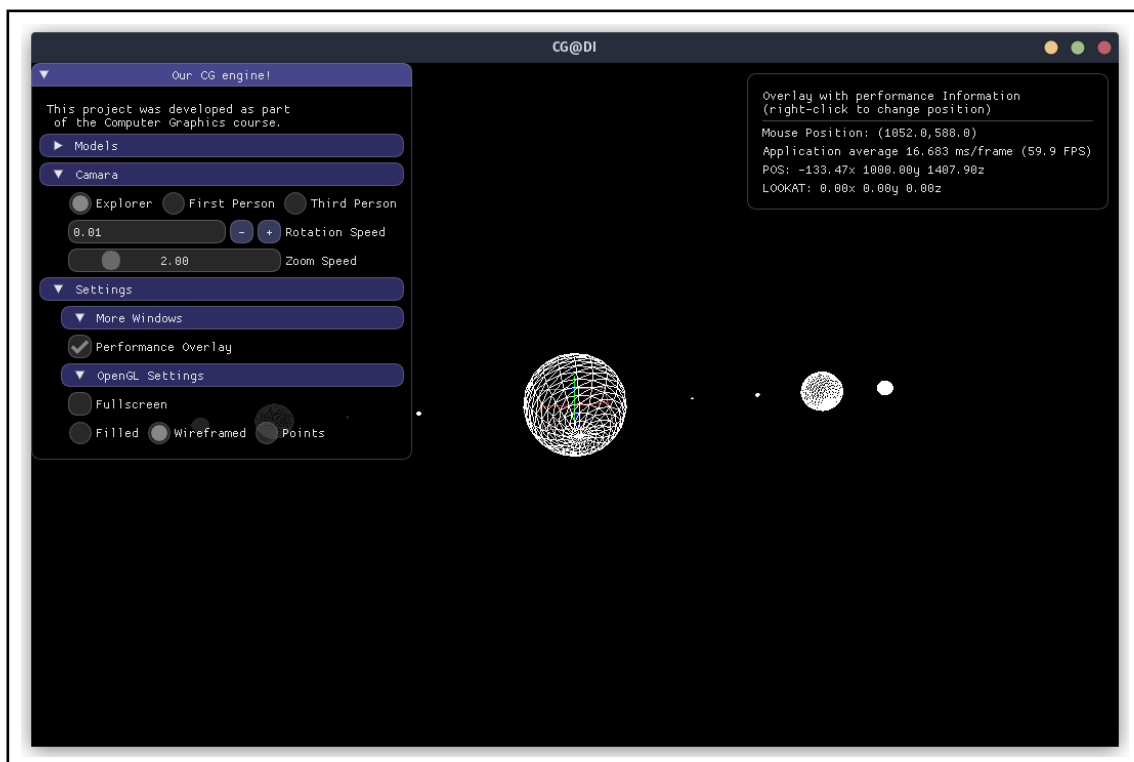 CG@DI
Our CG engine!
This project was developed as part
of the Computer Graphics course.
Models
Camara
Explorer First Person Third Person
0.01 - + Rotation Speed
2.00 Zoom Speed
Settings
More Windows
Performance Overlay
OpenGL Settings
Fullscreen
Filled Wireframed Points
Overlay with performance Information
(right-click to change position)
Mouse Position: (1052.0,588.0)
Application average 16.683 ms/frame (59.9 FPS)
POS: -133.47x 1000.00y 1407.90z
LOOKAT: 0.00x 0.00y 0.00z